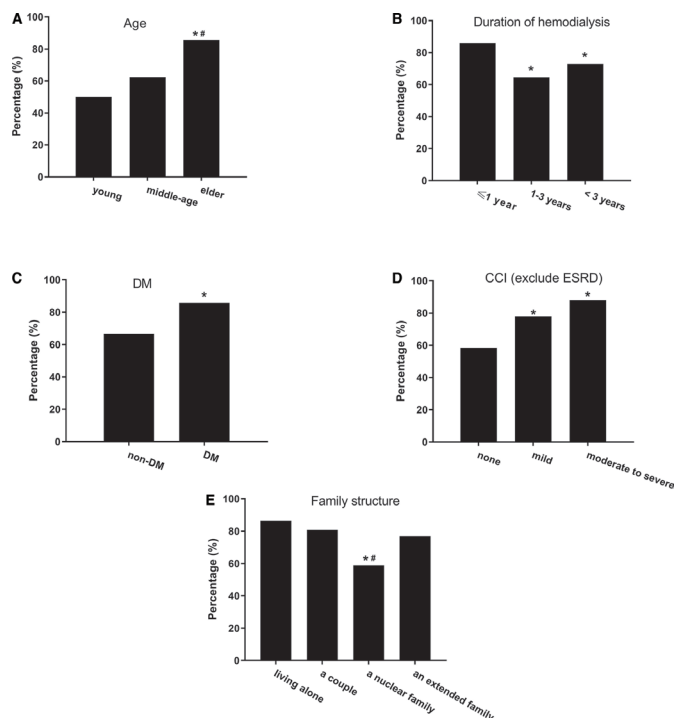 A
Age
Percentage (%)
100
80
60
40
20
0
*#
young
middle-age
elder
B
Duration of hemodialysis
Percentage (%)
100
80
60
40
20
0
*
*
≤1 year
1-3 years
< 3 years
C
DM
Percentage (%)
100
80
60
40
20
0
*
non-DM
DM
D
CCI (exclude ESRD)
Percentage (%)
100
80
60
40
20
0
*
*
none
mild
moderate to severe
E
Family structure
Percentage (%)
100
80
60
40
20
0
*#
living alone
a couple
a nuclear family
an extended family